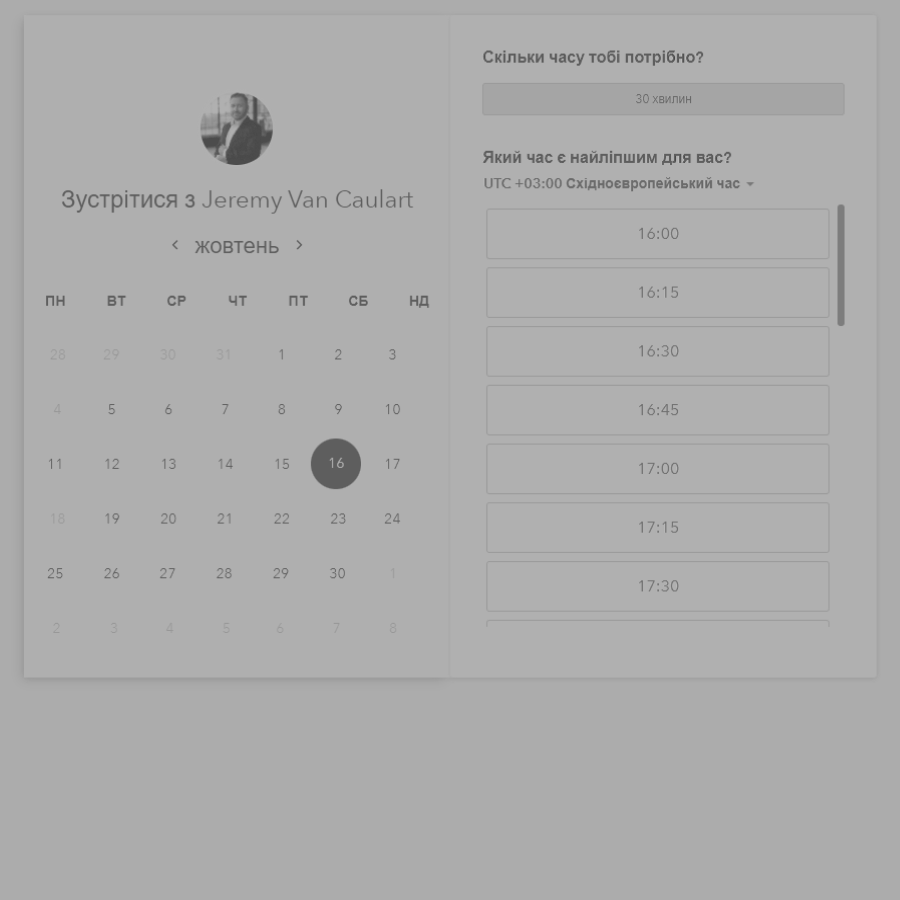 Зустрітися з Jeremy Van Caulart
жовтень
ПН ВТ СР ЧТ ПТ СБ НД
28 29 30 31 1 2 3
4 5 6 7 8 9 10
11 12 13 14 15 16 17
18 19 20 21 22 23 24
25 26 27 28 29 30 1
2 3 4 5 6 7 8
Скільки часу тобі потрібно?
30 хвилин
Який час є найліпшим для вас?
UTC +03:00 Східноєвропейський час
16:00
16:15
16:30
16:45
17:00
17:15
17:30